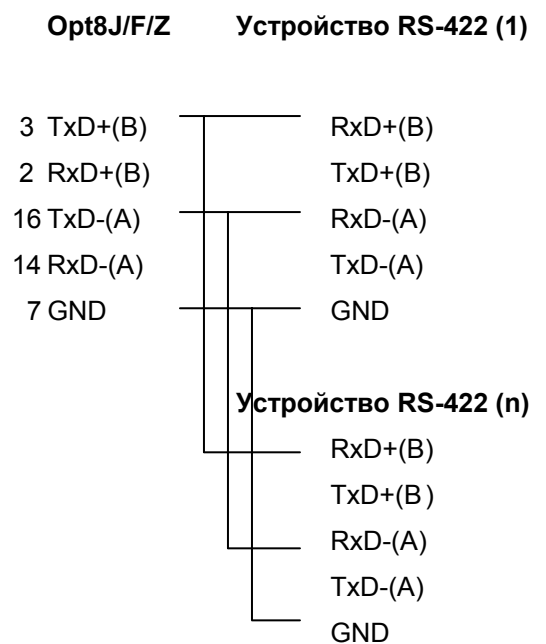 Opt8J/F/Z Устройство RS-422 (1)
3 TxD+(B) RxD+(B)
2 RxD+(B) TxD+(B)
16 TxD-(A) RxD-(A)
14 RxD-(A) TxD-(A)
7 GND GND
Устройство RS-422 (n)
RxD+(B)
TxD+(B)
RxD-(A)
TxD-(A)
GND